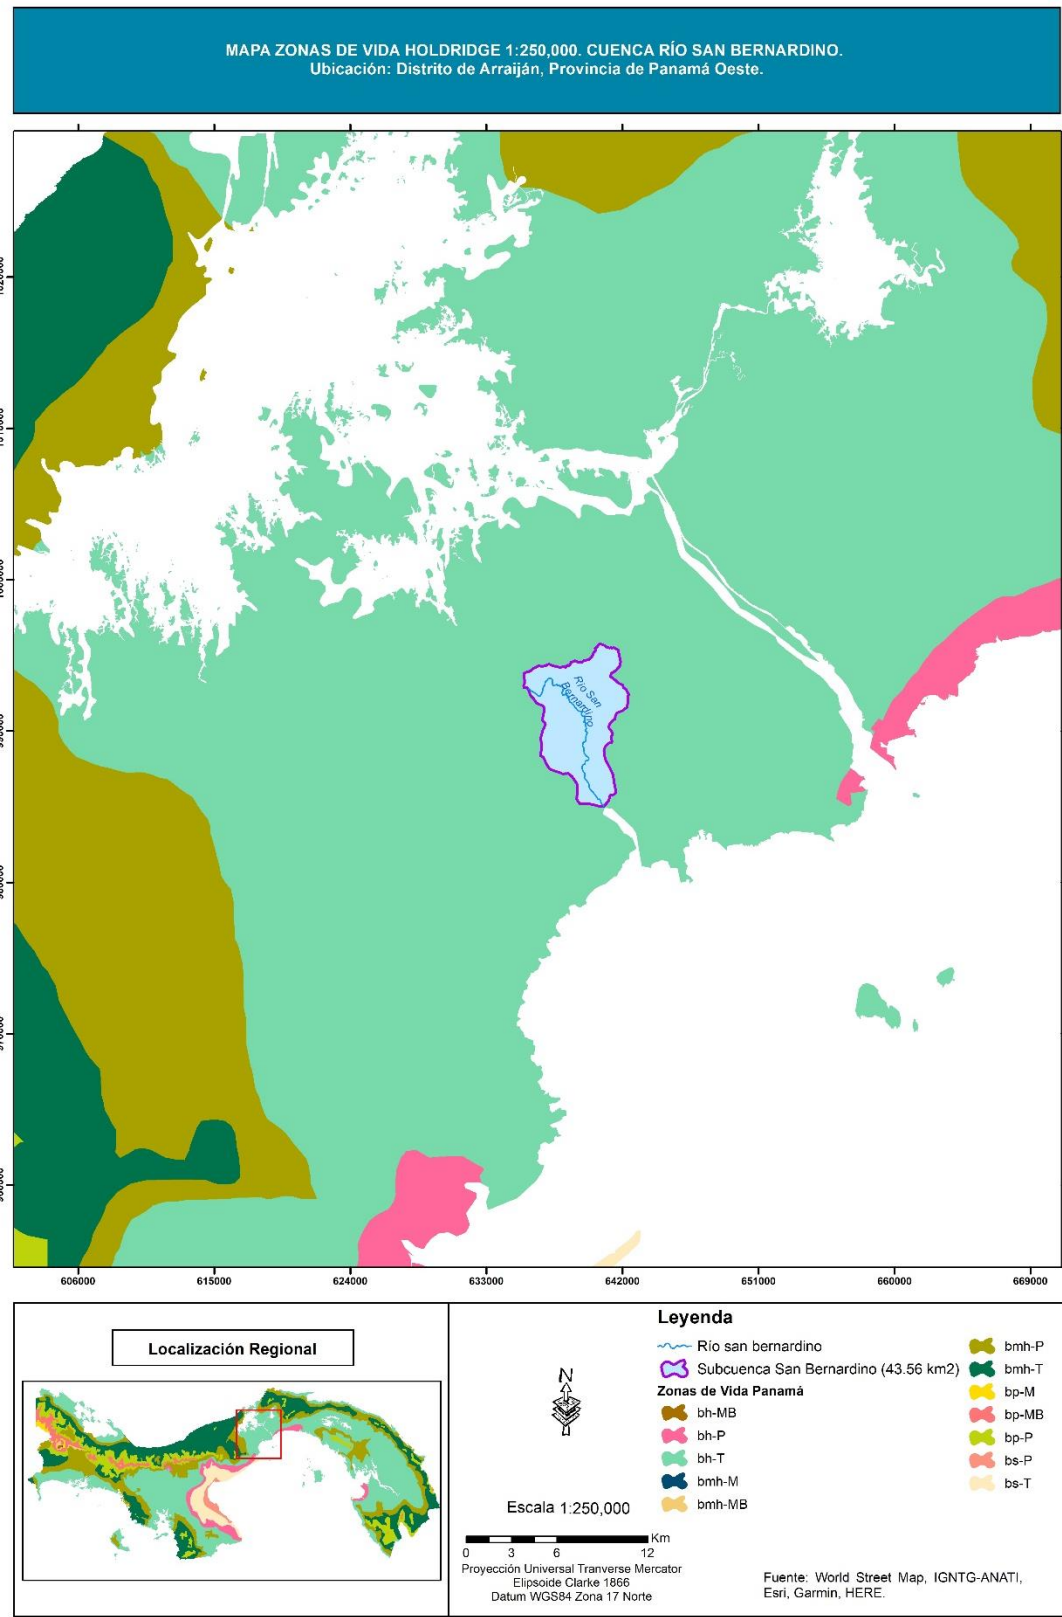 MAPA ZONAS DE VIDA HOLDRIDGE 1:250,000. CUENCA RÍO SAN BERNARDINO.
Ubicación: Distrito de Arraiján, Provincia de Panamá Oeste.
Río San
Bernardino
606000 615000 624000 633000 642000 651000 660000 669000
Localización Regional
N
Escala 1:250,000
Km
0 3 6 12
Proyección Universal Tranverse Mercator
Elipsoide Clarke 1866
Datum WGS84 Zona 17 Norte
Leyenda
Río san bernardino
Subcuenca San Bernardino (43.56 km2)
Zonas de Vida Panamá
bh-MB
bh-P
bh-T
bmh-M
bmh-MB
bmh-P
bmh-T
bp-M
bp-MB
bp-P
bs-P
bs-T
Fuente: World Street Map, IGNTG-ANATI,
Esri, Garmin, HERE.